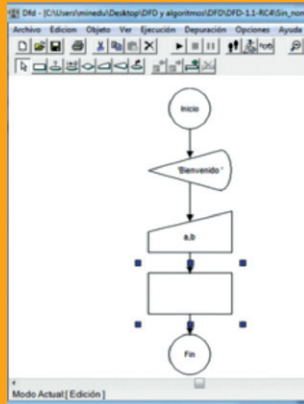 Dfd - [C:\Users\minedu\Desktop\DFD y algoritmos\DFD\DFD-1.1-RC4\Sin_nom
Archivo Edicion Objeto Ver Ejecución Depuración Opciones Ayuda
Inicio
'Bienvenido '
a,b
Fin
Modo Actual:[ Edición ]